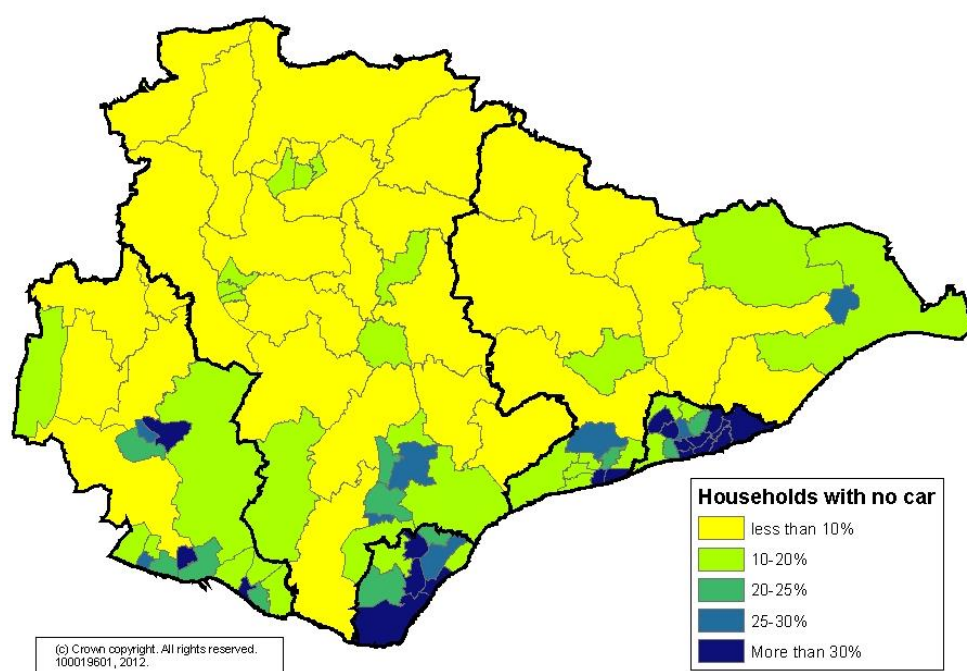 Households with no car
less than 10%
10-20%
20-25%
25-30%
More than 30%
(c) Crown copyright. All rights reserved.
100019601, 2012.